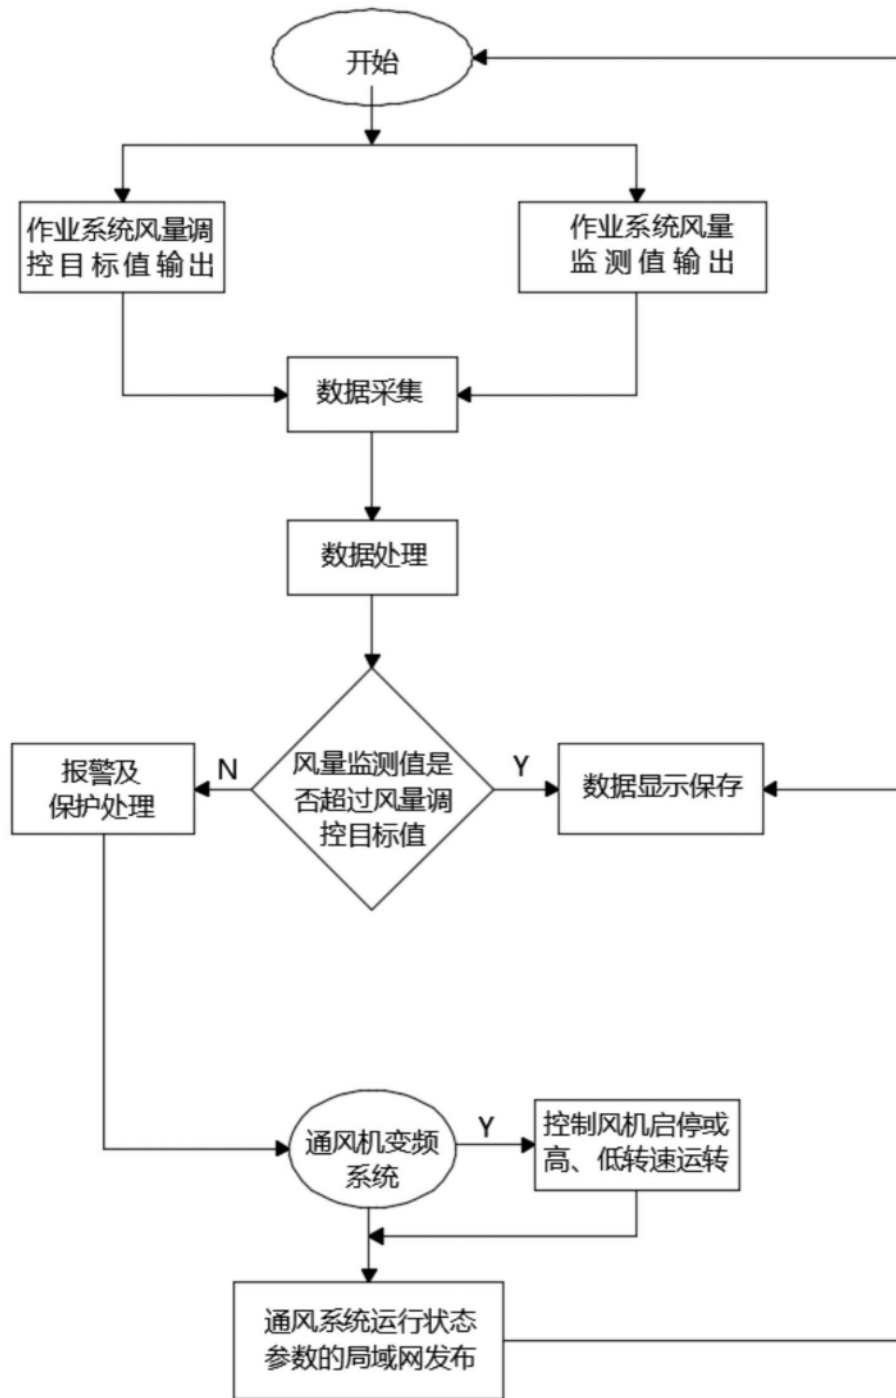 开始
作业系统风量调
控目标值输出
作业系统风量
监测值输出
数据采集
数据处理
风量监测值是
否超过风量调
控目标值
N
Y
报警及
保护处理
数据显示保存
通风机变频
系统
Y
控制风机启停或
高、低转速运转
通风系统运行状态
参数的局域网发布